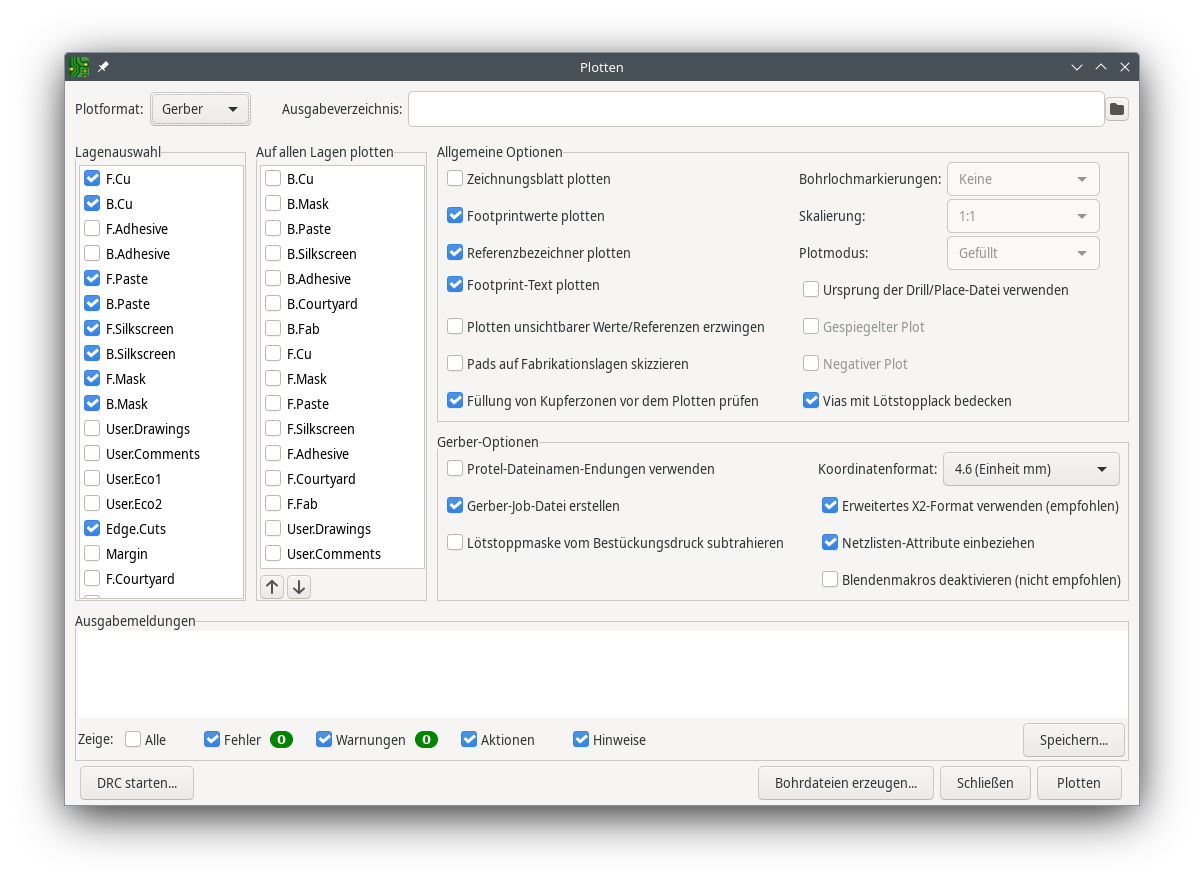 Plotten
Plotformat: Gerber Ausgabeverzeichnis:
Lagenauswahl
F.Cu
B.Cu
F.Adhesive
B.Adhesive
F.Paste
B.Paste
F.Silkscreen
B.Silkscreen
F.Mask
B.Mask
User.Drawings
User.Comments
User.Eco1
User.Eco2
Edge.Cuts
Margin
F.Courtyard
Auf allen Lagen plotten
B.Cu
B.Mask
B.Paste
B.Silkscreen
B.Adhesive
B.Courtyard
B.Fab
F.Cu
F.Mask
F.Paste
F.Silkscreen
F.Adhesive
F.Courtyard
F.Fab
User.Drawings
User.Comments
Allgemeine Optionen
Zeichnungsblatt plotten
Footprintwerte plotten
Referenzbezeichner plotten
Footprint-Text plotten
Plotten unsichtbarer Werte/Referenzen erzwingen
Pads auf Fabrikationslagen skizzieren
Füllung von Kupferzonen vor dem Plotten prüfen
Bohrlochmarkierungen: Keine
Skalierung: 1:1
Plotmodus: Gefüllt
Ursprung der Drill/Place-Datei verwenden
Gespiegelter Plot
Negativer Plot
Vias mit Lötstopplack bedecken
Gerber-Optionen
Protel-Dateinamen-Endungen verwenden
Gerber-Job-Datei erstellen
Lötstoppmaske vom Bestückungsdruck subtrahieren
Koordinatenformat: 4.6 (Einheit mm)
Erweitertes X2-Format verwenden (empfohlen)
Netzlisten-Attribute einbeziehen
Blendenmakros deaktivieren (nicht empfohlen)
Ausgabemeldungen
Zeige: Alle Fehler 0 Warnungen 0 Aktionen Hinweise Speichern...
DRC starten... Bohrdateien erzeugen... Schließen Plotten